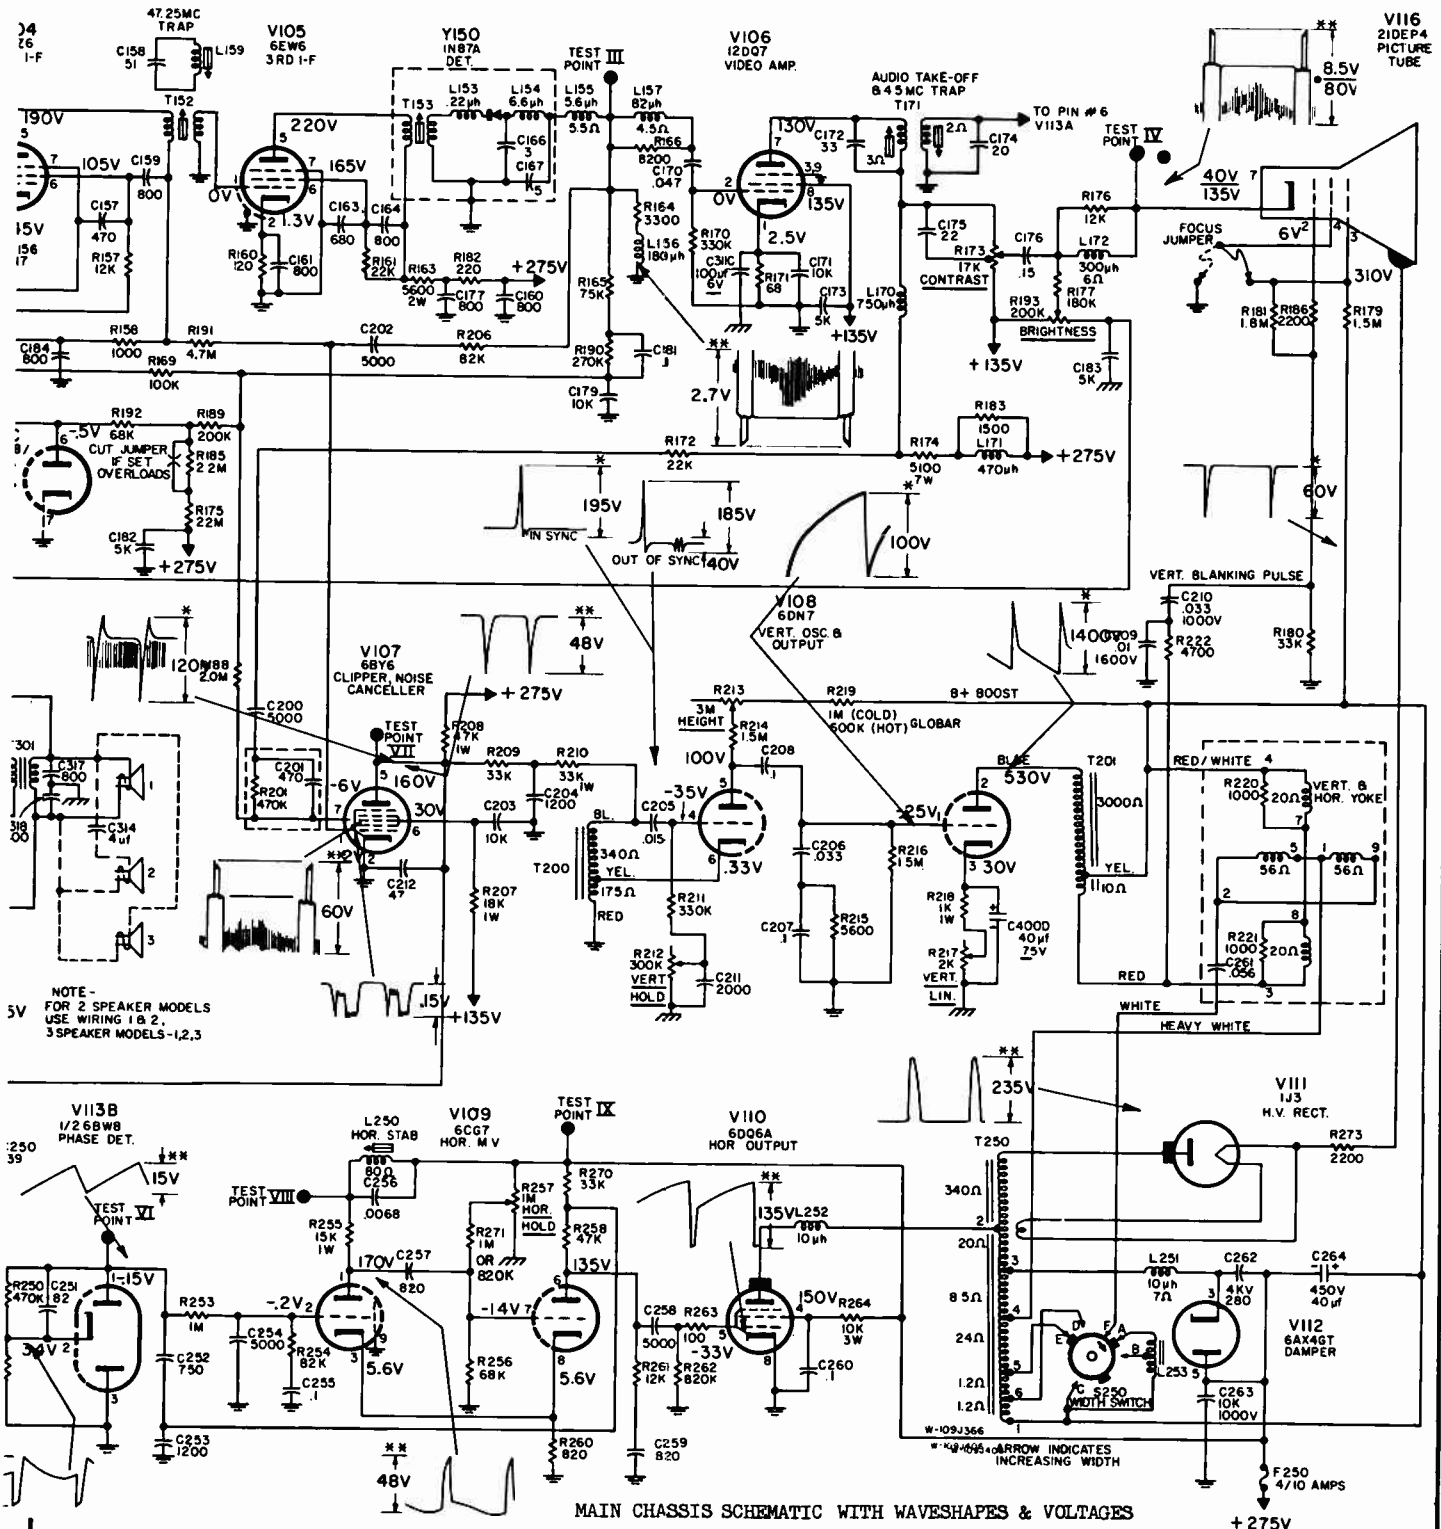 47.25MC
TRAP
C158
51
L159
V105
6EW6
3RD I-F
Y150
IN87A
DET.
TEST
POINT III
V106
12DQ7
VIDEO AMP.
AUDIO TAKE-OFF
& 4.5 MC TRAP
T171
TO PIN #6
V113A
TEST
POINT IV
**
8.5V
80V
V116
21DEP4
PICTURE
TUBE
I-F
190V
T152
220V
T153
L153
.22µh
L154
6.6µh
L155
5.6µh
5.5Ω
L157
82µh
4.5Ω
R166
8200
C170
.047
130V
C172
33
3Ω
2Ω
C174
20
105V
C159
800
165V
C166
3
C167
5
0V
1.3V
C157
470
R157
12K
R160
120
C161
800
C163
680
C164
800
R161
22K
R163
5600
2W
R182
220
C177
800
C160
800
+275V
R164
3300
L156
180µh
R165
75K
R170
330K
0V
2.5V
135V
C311C
100µf
6V
R171
68
C171
10K
C173
5K
+135V
C175
22
R173
17K
CONTRAST
L170
750µh
C176
.15
R176
12K
L172
300µh
6Ω
R177
180K
R193
200K
BRIGHTNESS
+135V
C183
5K
40V
135V
FOCUS
JUMPER
6V
310V
R181
1.8M
R186
2200
R179
1.5M
C184
800
R158
1000
R191
4.7M
R169
100K
C202
5000
R206
82K
R190
270K
C181
.1
C179
10K
**
2.7V
R192
68K
R189
200K
-.5V
CUT JUMPER
IF SET
OVERLOADS
R185
2.2M
R175
22M
C182
5K
+275V
R172
22K
R174
5100
7W
R183
1500
L171
470µh
+275V
*
195V
IN SYNC
185V
OUT OF SYNC
40V
*
100V
*
60V
VERT. BLANKING PULSE
C210
.033
1000V
R222
4700
R180
33K
*
120V
R188
2.0M
V107
6BY6
CLIPPER, NOISE
CANCELLER
**
48V
+275V
V108
6DN7
VERT. OSC. &
OUTPUT
*
1400V
.01
1600V
C200
5000
TEST
POINT
VII
R208
47K
1W
R213
3M
HEIGHT
R219
1M (COLD)
600K (HOT) GLOBAR
B+ BOOST
R214
1.5M
C317
800
1
C314
4uf
2
3
C201
470
R201
470K
-6V
160V
30V
R209
33K
R210
33K
1W
C204
1200
C203
10K
BL.
C205
.015
-35V
100V
C208
.1
.33V
T200
340Ω
YEL.
175Ω
RED
R211
330K
R212
300K
VERT
HOLD
C211
2000
C206
.033
C207
.1
R215
5600
R216
1.5M
-25V
BLUE
530V
30V
R218
1K
1W
R217
2K
VERT.
LIN.
C400D
40µf
75V
T201
3000Ω
YEL.
110Ω
RED
RED/WHITE
R220
1000
20Ω
VERT. &
HOR. YOKE
56Ω
56Ω
R221
1000
20Ω
C261
.056
WHITE
HEAVY WHITE
**
60V
C212
47
R207
18K
1W
.15V
+135V
NOTE-
FOR 2 SPEAKER MODELS
USE WIRING 1 & 2,
3 SPEAKER MODELS-1,2,3
**
235V
V111
1J3
H.V. RECT.
R273
2200
V113B
1/2 6BW8
PHASE DET.
**
15V
TEST
POINT VI
L250
HOR. STAB
80Ω
C256
.0068
TEST
POINT VIII
V109
6CG7
HOR. MV
TEST
POINT IX
V110
6DQ6A
HOR OUTPUT
**
135V
L252
10µh
T250
340Ω
20Ω
8.5Ω
24Ω
1.2Ω
1.2Ω
R255
15K
1W
170V
C257
820
R271
1M
OR
820K
R257
1M
HOR.
HOLD
R270
33K
R258
47K
135V
-14V
R256
68K
5.6V
5.6V
R260
820
C258
5000
R263
100
-33V
R261
12K
R262
820K
C259
820
150V
R264
10K
3W
C260
.1
R250
470K
C251
82
-.15V
3.4V
R253
1M
-.2V
C254
5000
R254
82K
C255
.1
C252
750
C253
1200
**
48V
L251
10µh
7Ω
C262
4KV
280
C264
450V
40µf
V112
6AX4GT
DAMPER
C263
10K
1000V
D
E
F
A
B
C
L253
S250
WIDTH SWITCH
W-109J366
ARROW INDICATES
INCREASING WIDTH
F250
4/10 AMPS
+275V
MAIN CHASSIS SCHEMATIC WITH WAVESHAPES & VOLTAGES